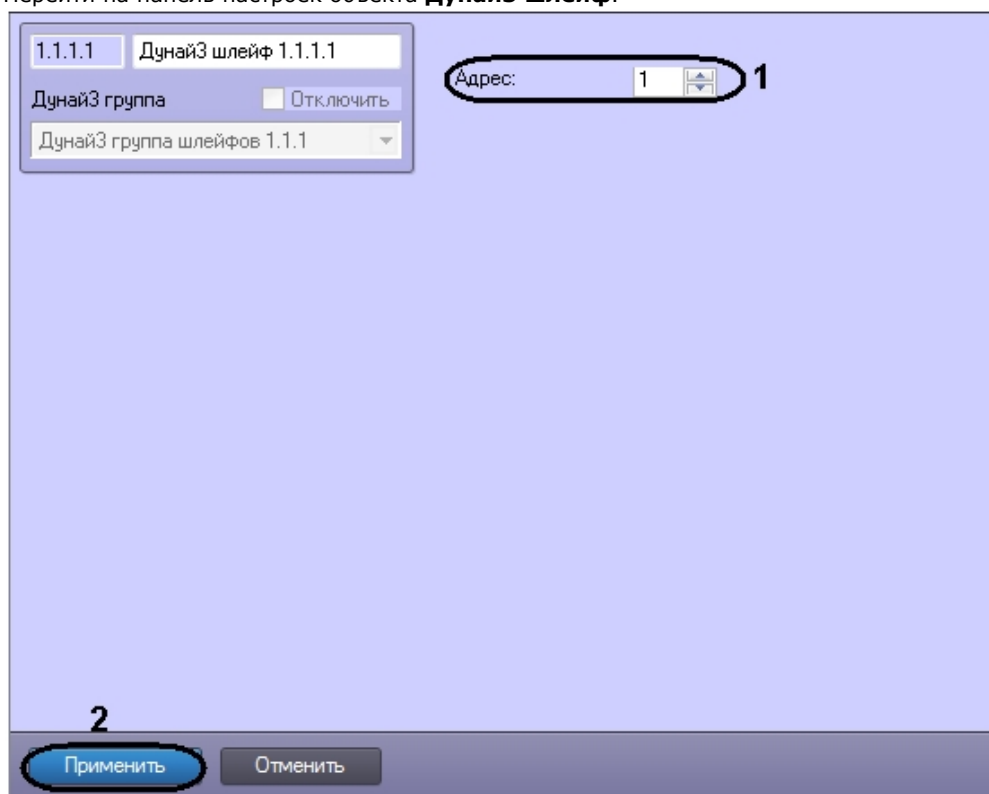 Перейти на панель настроек объекта Дунай3 шлейф.
1.1.1.1 Дунай3 шлейф 1.1.1.1
Адрес: 1 1
Дунай3 группа Отключить
Дунай3 группа шлейфов 1.1.1
2
Применить Отменить